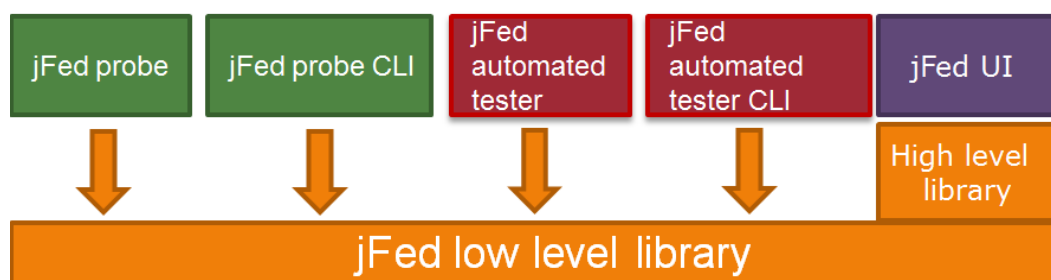 jFed probe
jFed probe CLI
jFed
automated
tester
jFed
automated
tester CLI
jFed UI
High level
library
jFed low level library